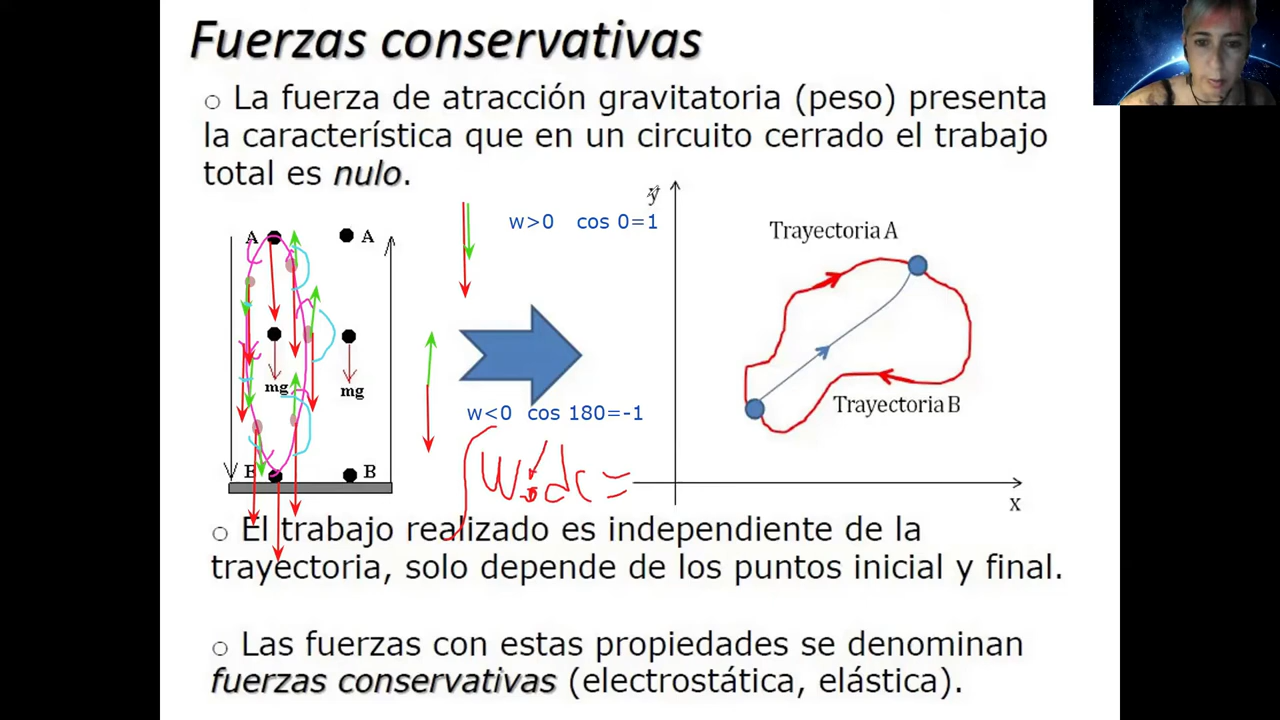 Fuerzas conservativas
o La fuerza de atracción gravitatoria (peso) presenta
la característica que en un circuito cerrado el trabajo
total es nulo.
A
A
mg
mg
B
B
w>0 cos 0=1
w<0 cos 180=-1
y
Trayectoria A
Trayectoria B
x
o El trabajo realizado es independiente de la
trayectoria, solo depende de los puntos inicial y final.
o Las fuerzas con estas propiedades se denominan
fuerzas conservativas (electrostática, elástica).